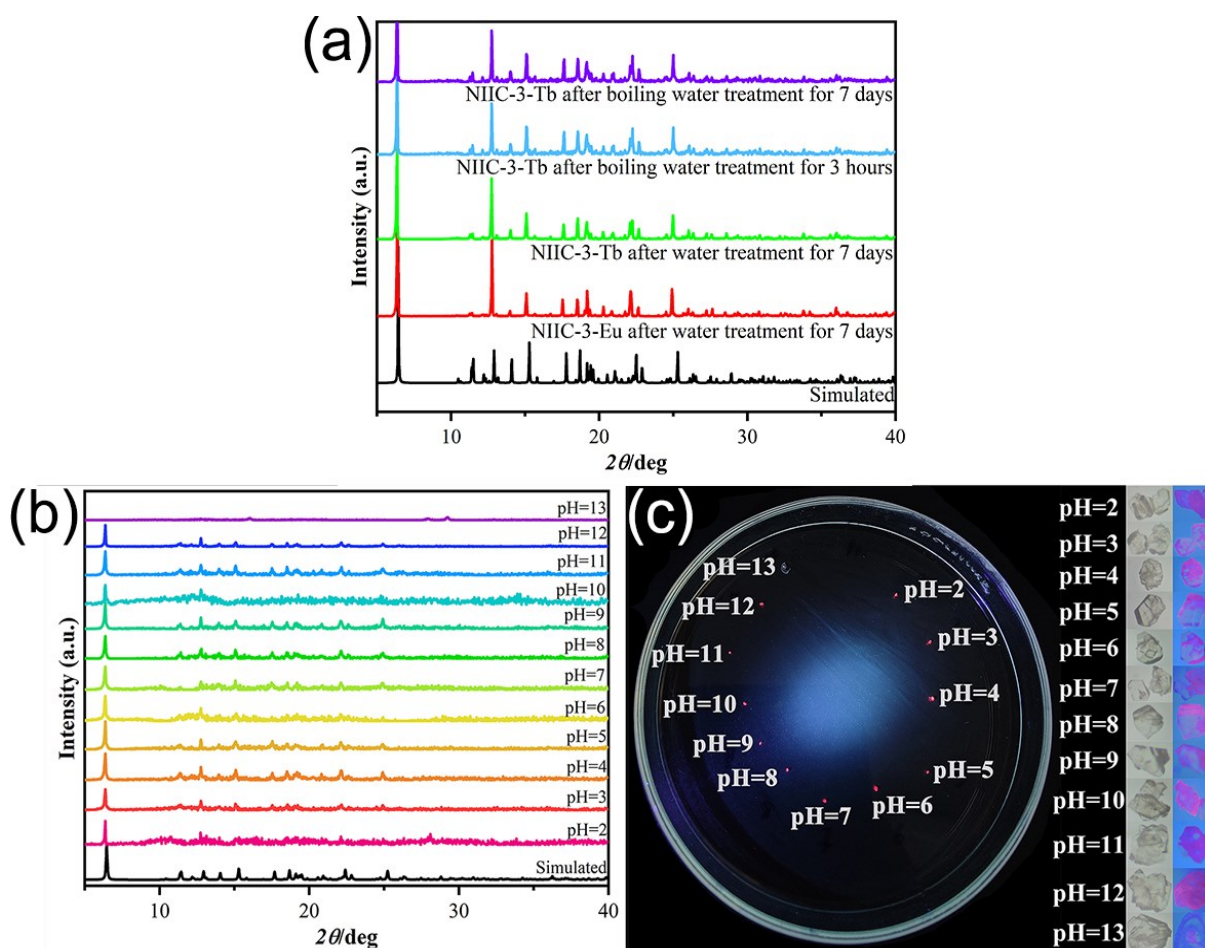 (a)
NIIC-3-Tb after boiling water treatment for 7 days
NIIC-3-Tb after boiling water treatment for 3 hours
NIIC-3-Tb after water treatment for 7 days
NIIC-3-Eu after water treatment for 7 days
Simulated
Intensity (a.u.)
10 20 30 40
2θ/deg
(b)
pH=13
pH=12
pH=11
pH=10
pH=9
pH=8
pH=7
pH=6
pH=5
pH=4
pH=3
pH=2
Simulated
Intensity (a.u.)
10 20 30 40
2θ/deg
(c)
pH=13
pH=12
pH=11
pH=10
pH=9
pH=8
pH=7
pH=6
pH=5
pH=4
pH=3
pH=2
pH=2
pH=3
pH=4
pH=5
pH=6
pH=7
pH=8
pH=9
pH=10
pH=11
pH=12
pH=13